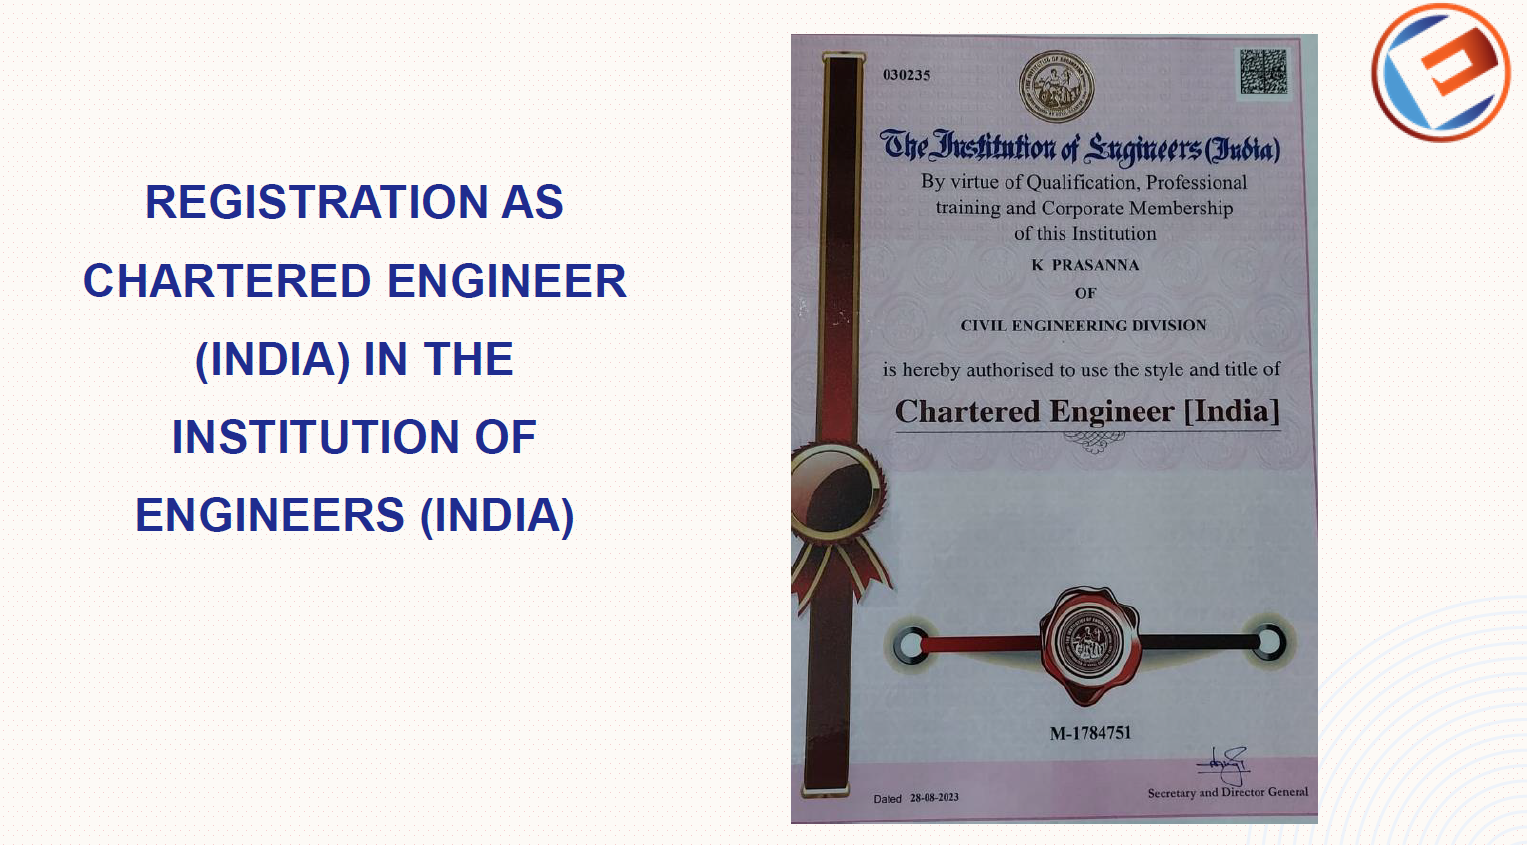 REGISTRATION AS
CHARTERED ENGINEER
(INDIA) IN THE
INSTITUTION OF
ENGINEERS (INDIA)
030235
The Institution of Engineers (India)
By virtue of Qualification, Professional
training and Corporate Membership
of this Institution
K PRASANNA
OF
CIVIL ENGINEERING DIVISION
is hereby authorised to use the style and title of
Chartered Engineer [India]
M-1784751
Dated 28-08-2023
Secretary and Director General